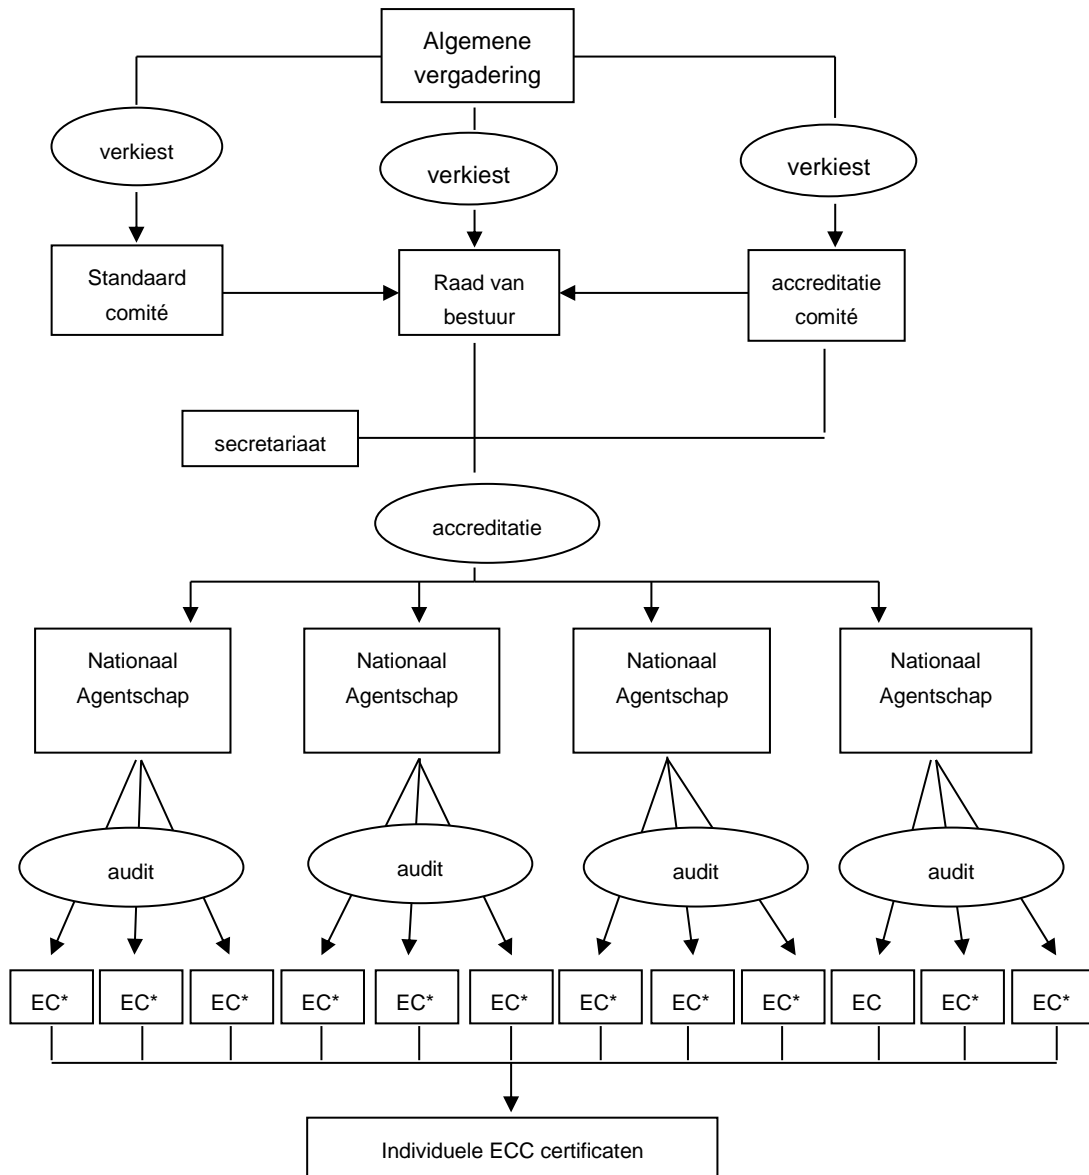 Algemene
vergadering
verkiest
verkiest
verkiest
Standaard
comité
Raad van
bestuur
accreditatie
comité
secretariaat
accreditatie
Nationaal
Agentschap
Nationaal
Agentschap
Nationaal
Agentschap
Nationaal
Agentschap
audit
audit
audit
audit
EC*
EC*
EC*
EC*
EC*
EC*
EC*
EC*
EC*
EC
EC*
EC*
Individuele ECC certificaten